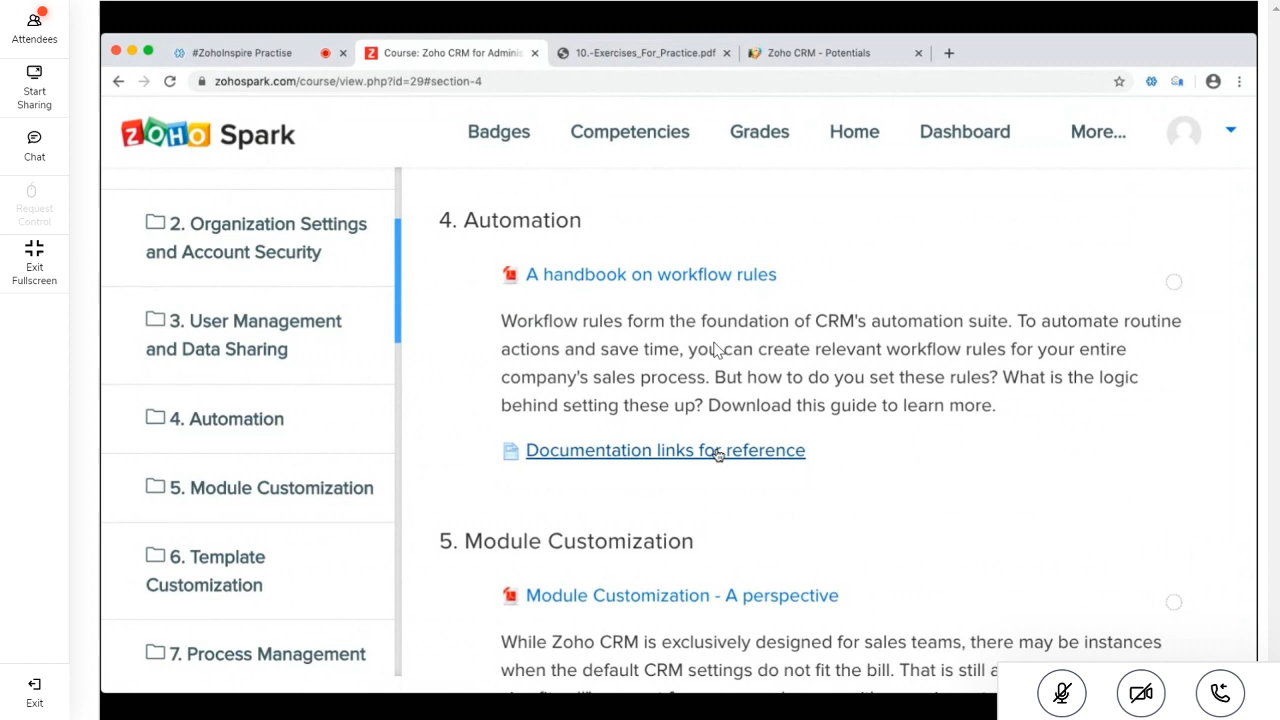 Attendees
Start
Sharing
Chat
Request
Control
Exit
Fullscreen
Exit
#ZohoInspire Practise
Course: Zoho CRM for Adminis
10.-Exercises_For_Practice.pdf
Zoho CRM - Potentials
zohospark.com/course/view.php?id=29#section-4
ZOHO Spark
Badges
Competencies
Grades
Home
Dashboard
More...
2. Organization Settings
and Account Security
3. User Management
and Data Sharing
4. Automation
5. Module Customization
6. Template
Customization
7. Process Management
4. Automation
A handbook on workflow rules
Workflow rules form the foundation of CRM's automation suite. To automate routine
actions and save time, you can create relevant workflow rules for your entire
company's sales process. But how to do you set these rules? What is the logic
behind setting these up? Download this guide to learn more.
Documentation links for reference
5. Module Customization
Module Customization - A perspective
While Zoho CRM is exclusively designed for sales teams, there may be instances
when the default CRM settings do not fit the bill. That is still a